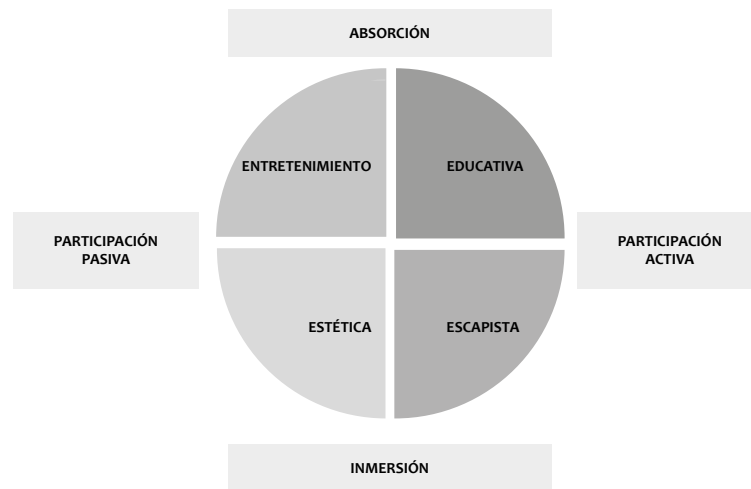 ABSORCIÓN
ENTRETENIMIENTO
EDUCATIVA
PARTICIPACIÓN
PASIVA
PARTICIPACIÓN
ACTIVA
ESTÉTICA
ESCAPISTA
INMERSIÓN